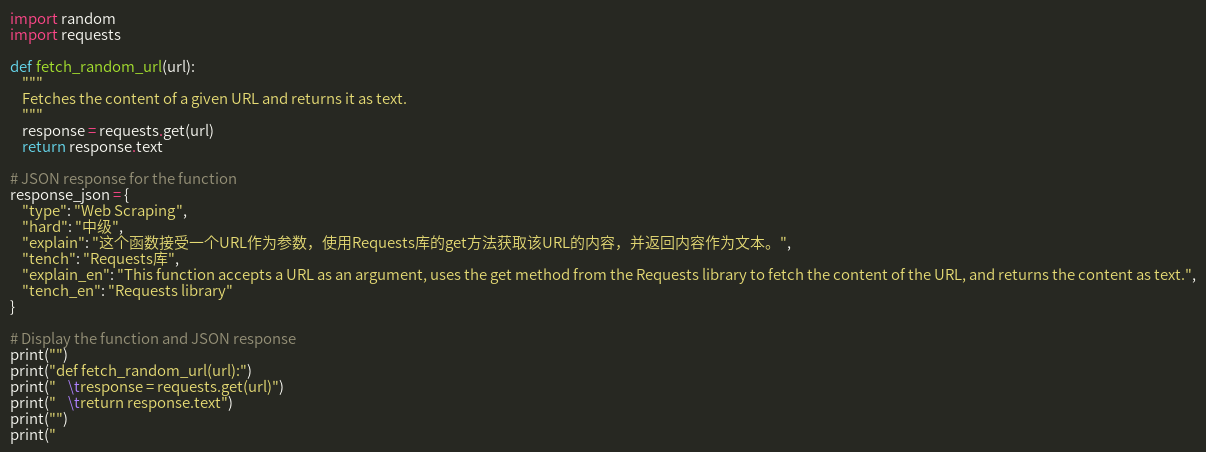 import random
import requests

def fetch_random_url(url):
    """
    Fetches the content of a given URL and returns it as text.
    """
    response = requests.get(url)
    return response.text

# JSON response for the function
response_json = {
    "type": "Web Scraping",
    "hard": "中级",
    "explain": "这个函数接受一个URL作为参数，使用Requests库的get方法获取该URL的内容，并返回内容作为文本。",
    "tench": "Requests库",
    "explain_en": "This function accepts a URL as an argument, uses the get method from the Requests library to fetch the content of the URL, and returns the content as text.",
    "tench_en": "Requests library"
}

# Display the function and JSON response
print("")
print("def fetch_random_url(url):")
print("    \tresponse = requests.get(url)")
print("    \treturn response.text")
print("")
print("